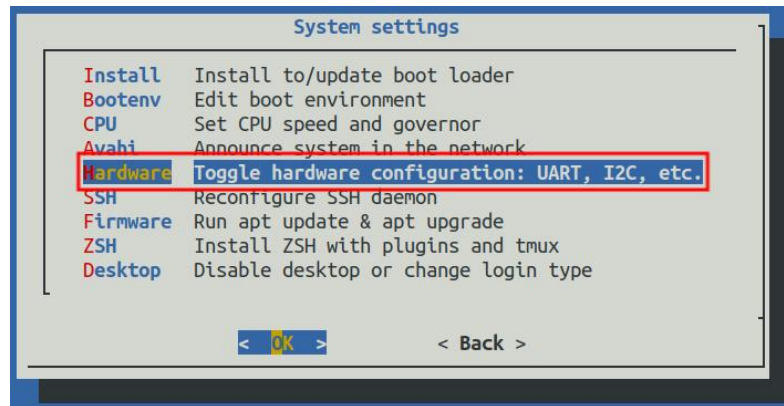 System settings
Install Install to/update boot loader
Bootenv Edit boot environment
CPU Set CPU speed and governor
Avahi Announce system in the network
Hardware Toggle hardware configuration: UART, I2C, etc.
SSH Reconfigure SSH daemon
Firmware Run apt update & apt upgrade
ZSH Install ZSH with plugins and tmux
Desktop Disable desktop or change login type
< OK > < Back >